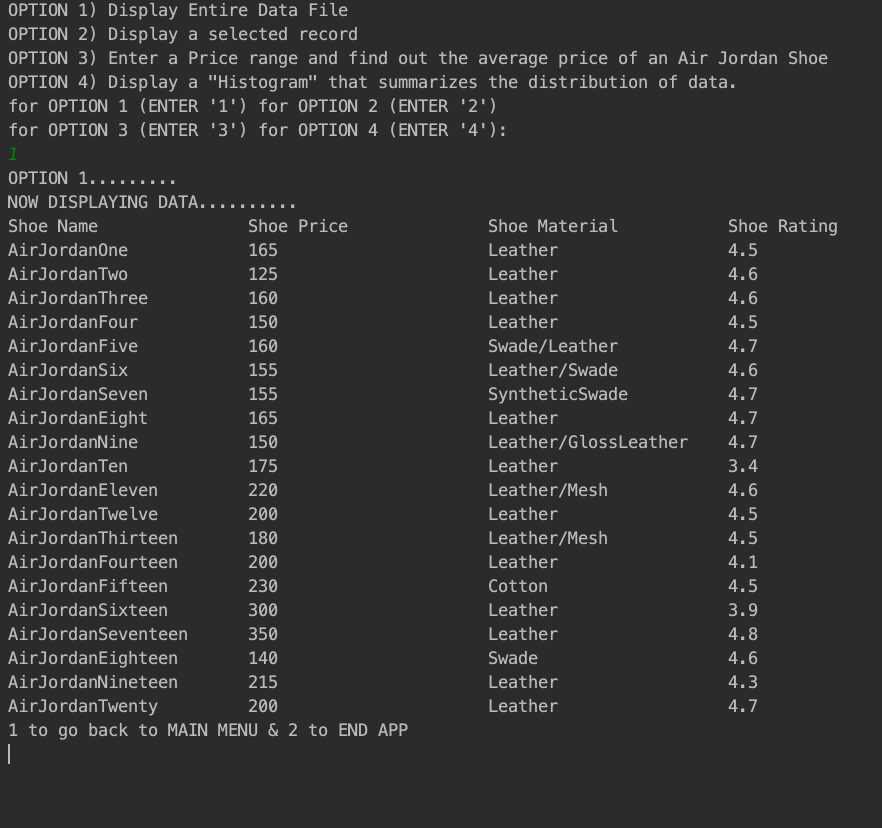 OPTION 1) Display Entire Data File
OPTION 2) Display a selected record
OPTION 3) Enter a Price range and find out the average price of an Air Jordan Shoe
OPTION 4) Display a "Histogram" that summarizes the distribution of data.
for OPTION 1 (ENTER '1') for OPTION 2 (ENTER '2')
for OPTION 3 (ENTER '3') for OPTION 4 (ENTER '4'):
1
OPTION 1.........
NOW DISPLAYING DATA..........
Shoe Name               Shoe Price              Shoe Material           Shoe Rating
AirJordanOne            165                     Leather                 4.5
AirJordanTwo            125                     Leather                 4.6
AirJordanThree          160                     Leather                 4.6
AirJordanFour           150                     Leather                 4.5
AirJordanFive           160                     Swade/Leather           4.7
AirJordanSix            155                     Leather/Swade           4.6
AirJordanSeven          155                     SyntheticSwade          4.7
AirJordanEight          165                     Leather                 4.7
AirJordanNine           150                     Leather/GlossLeather    4.7
AirJordanTen            175                     Leather                 3.4
AirJordanEleven         220                     Leather/Mesh            4.6
AirJordanTwelve         200                     Leather                 4.5
AirJordanThirteen       180                     Leather/Mesh            4.5
AirJordanFourteen       200                     Leather                 4.1
AirJordanFifteen        230                     Cotton                  4.5
AirJordanSixteen        300                     Leather                 3.9
AirJordanSeventeen      350                     Leather                 4.8
AirJordanEighteen       140                     Swade                   4.6
AirJordanNineteen       215                     Leather                 4.3
AirJordanTwenty         200                     Leather                 4.7
1 to go back to MAIN MENU & 2 to END APP